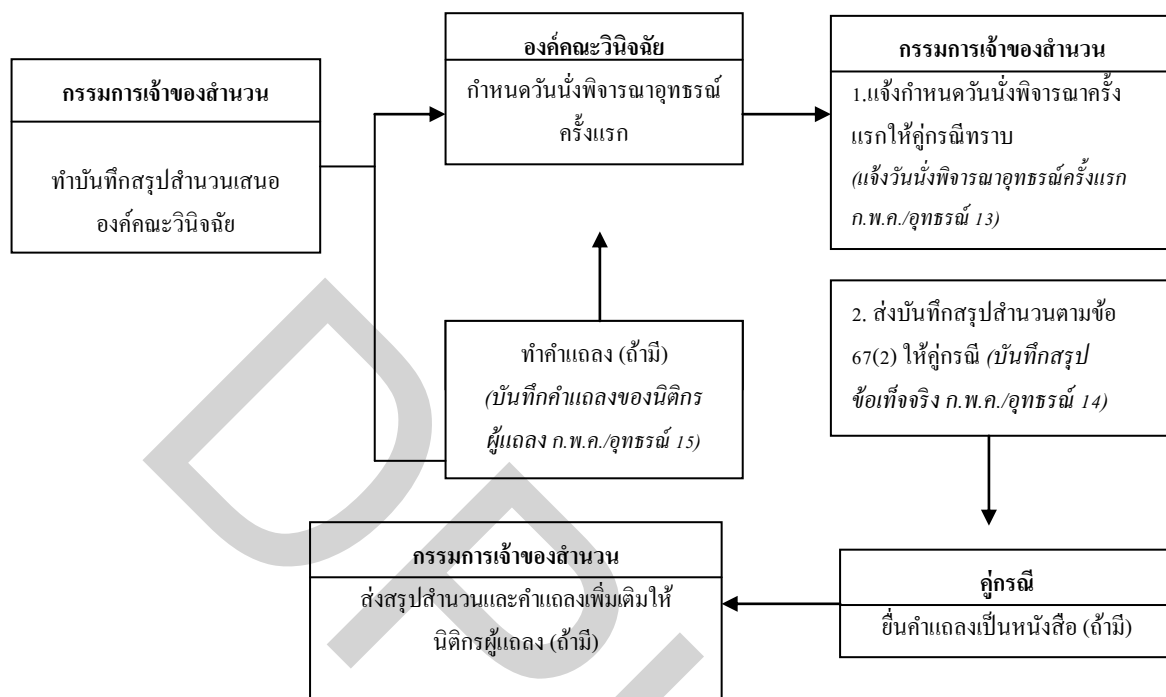 กรรมการเจ้าของสำนวน
ทำบันทึกสรุปสำนวนเสนอ
องค์คณะวินิจฉัย
องค์คณะวินิจฉัย
กำหนดวันนั่งพิจารณาอุทธรณ์
ครั้งแรก
กรรมการเจ้าของสำนวน
1.แจ้งกำหนดวันนั่งพิจารณาครั้ง
แรกให้คู่กรณีทราบ
(แจ้งวันนั่งพิจารณาอุทธรณ์ครั้งแรก
ก.พ.ค./อุทธรณ์ 13)
ทำคำแถลง (ถ้ามี)
(บันทึกคำแถลงของนิติกร
ผู้แถลง ก.พ.ค./อุทธรณ์ 15)
2. ส่งบันทึกสรุปสำนวนตามข้อ
67(2) ให้คู่กรณี (บันทึกสรุป
ข้อเท็จจริง ก.พ.ค./อุทธรณ์ 14)
กรรมการเจ้าของสำนวน
ส่งสรุปสำนวนและคำแถลงเพิ่มเติมให้
นิติกรผู้แถลง (ถ้ามี)
คู่กรณี
ยื่นคำแถลงเป็นหนังสือ (ถ้ามี)